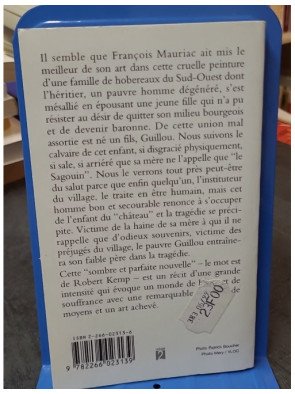 Il semble que François Mauriac ait mis le
meilleur de son art dans cette cruelle peinture
d'une famille de hobereaux du Sud-Ouest dont
l'héritier, un pauvre homme dégénéré, s'est
mésallié en épousant une jeune fille qui n'a pu
résister au désir de quitter son milieu bourgeois
et de devenir baronne. De cette union mal
assortie est né un fils, Guillou. Nous suivons le
calvaire de cet enfant, si disgracié physiquement,
si sale, si arriéré que sa mère ne l'appelle que "le
Sagouin". Nous le verrons tout près peut-être
du salut parce que enfin quelqu'un, l'instituteur
du village, le traite en être humain, mais cet
homme bon et secourable renonce à s'occuper
de l'enfant du "château" et la tragédie se préci-
pite. Victime de la haine de sa mère à qui il ne
rappelle que d'odieux souvenirs, victime des
préjugés du village, le pauvre Guillou entraîne-
ra son faible père dans la tragédie.
Cette "sombre et parfaite nouvelle" – le mot est
de Robert Kemp – est un récit d'une grande
intensité qui évoque un monde de et de
souffrance avec une remarquable de
moyens et un art achevé.
23F00
ISBN 2-266-02313-6
9 782266 023139
Photo Patrick Boucher
Photo Mery / VLOO